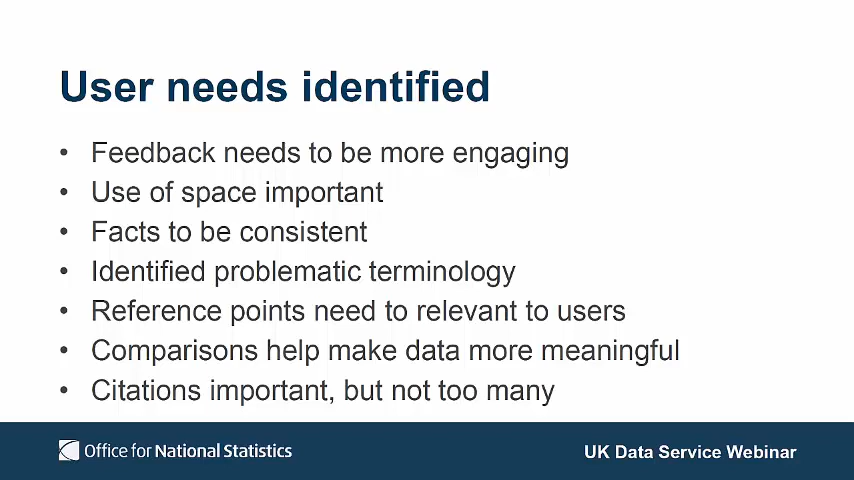 User needs identified
• Feedback needs to be more engaging
• Use of space important
• Facts to be consistent
• Identified problematic terminology
• Reference points need to relevant to users
• Comparisons help make data more meaningful
• Citations important, but not too many
Office for National Statistics
UK Data Service Webinar